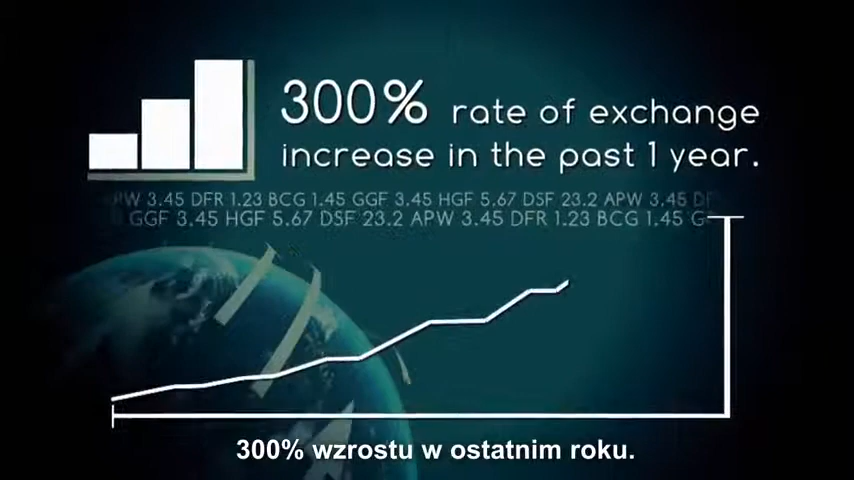 300% rate of exchange
increase in the past 1 year.
PW 3.45 DFR 1.23 BCG 1.45 GGF 3.45 HGF 5.67 DSF 23.2 APW 3.45 DF
GGF 3.45 HGF 5.67 DSF 23.2 APW 3.45 DFR 1.23 BCG 1.45 G
300% wzrostu w ostatnim roku.